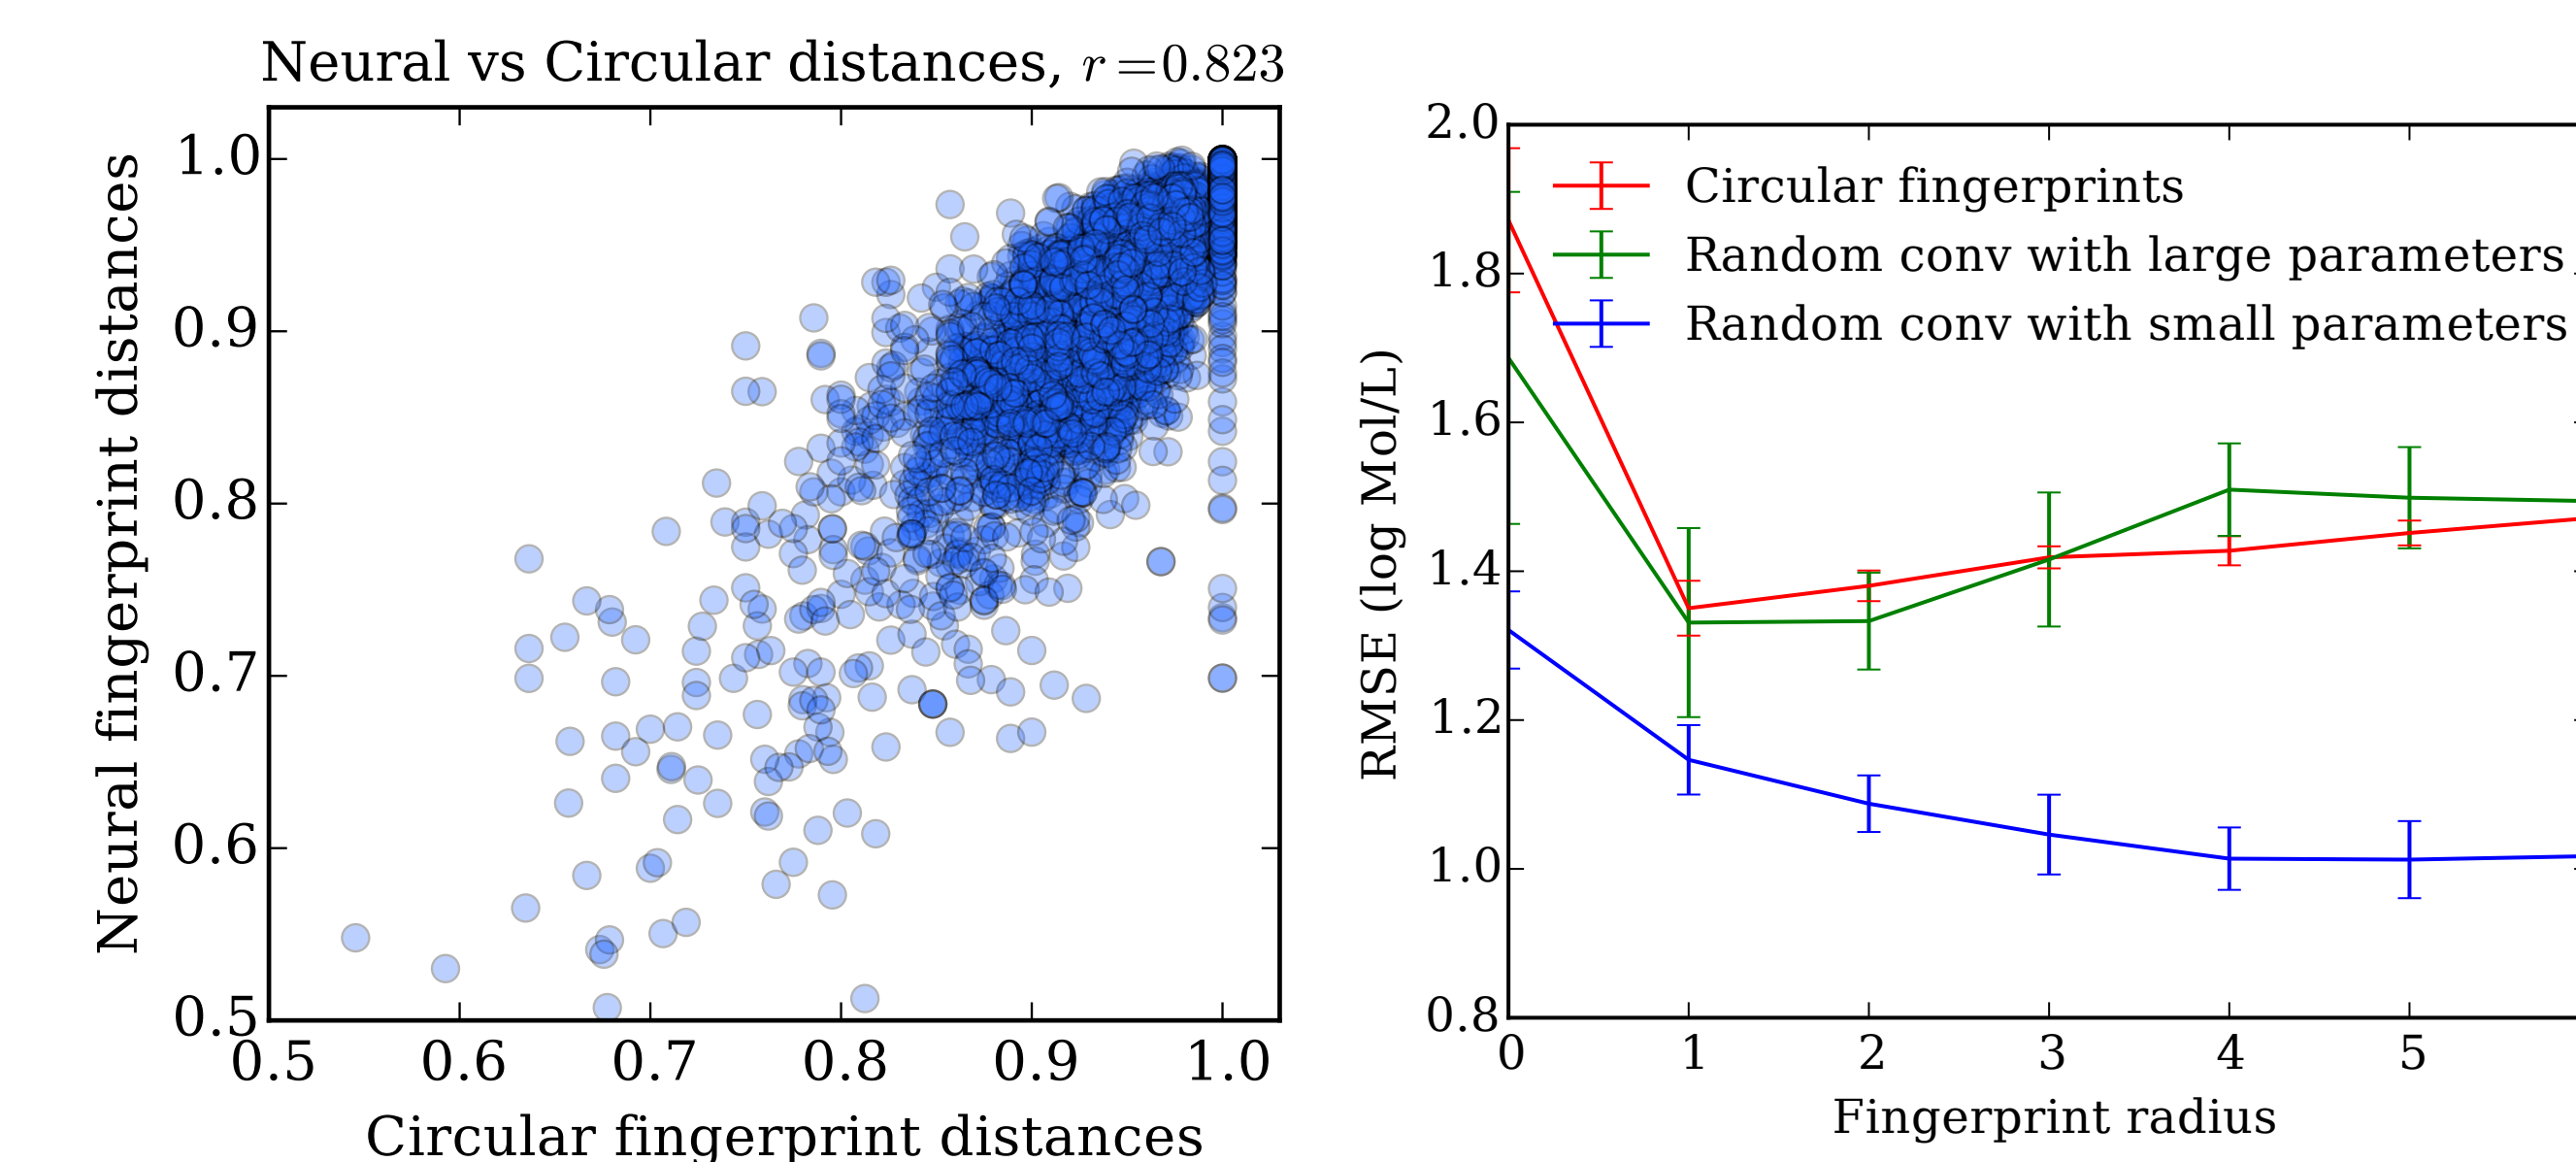 Neural vs Circular distances, r=0.823
Neural fingerprint distances
1.0
0.9
0.8
0.7
0.6
0.5
0.5 0.6 0.7 0.8 0.9 1.0
Circular fingerprint distances
RMSE (log Mol/L)
2.0
1.8
1.6
1.4
1.2
1.0
0.8
Circular fingerprints
Random conv with large parameters
Random conv with small parameters
0 1 2 3 4 5
Fingerprint radius